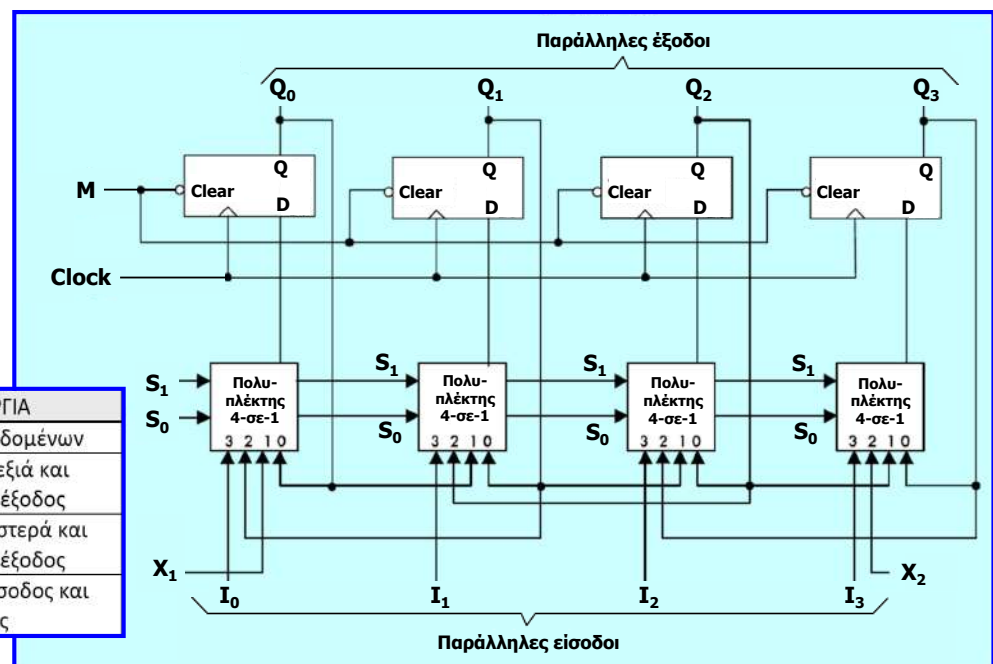 Παράλληλες έξοδοι
Q0 Q1 Q2 Q3
Q Q Q Q
M Clear Clear Clear Clear
D D D D
Clock
S1 S1 S1 S1
S0 S0 S0 S0
Πολυ- Πολυ- Πολυ- Πολυ-
πλέκτης πλέκτης πλέκτης πλέκτης
4-σε-1 4-σε-1 4-σε-1 4-σε-1
3 2 1 0 3 2 1 0 3 2 1 0 3 2 1 0
X1 X2
I0 I1 I2 I3
Παράλληλες είσοδοι
ΓΙΑ
δομένων
εξιά και
έξοδος
στερά και
έξοδος
σοδος και
ς